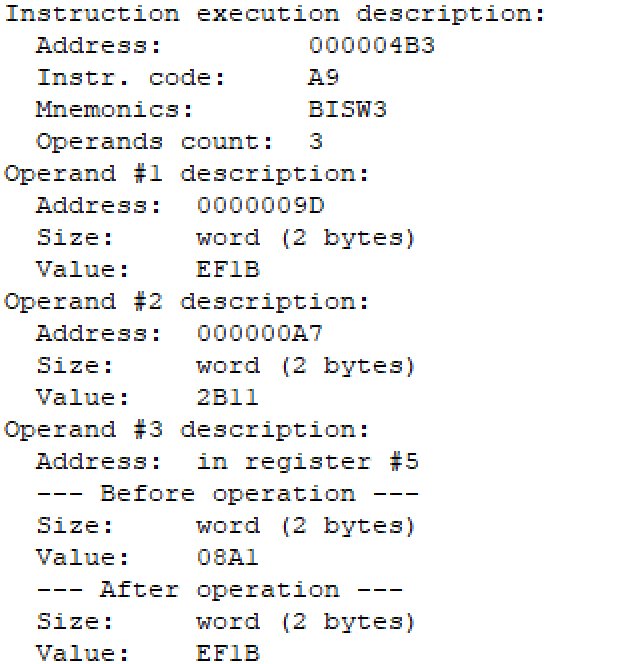 Instruction execution description:
Address: 000004B3
Instr. code: A9
Mnemonics: BISW3
Operands count: 3
Operand #1 description:
Address: 0000009D
Size: word (2 bytes)
Value: EF1B
Operand #2 description:
Address: 000000A7
Size: word (2 bytes)
Value: 2B11
Operand #3 description:
Address: in register #5
--- Before operation ---
Size: word (2 bytes)
Value: 08A1
--- After operation ---
Size: word (2 bytes)
Value: EF1B